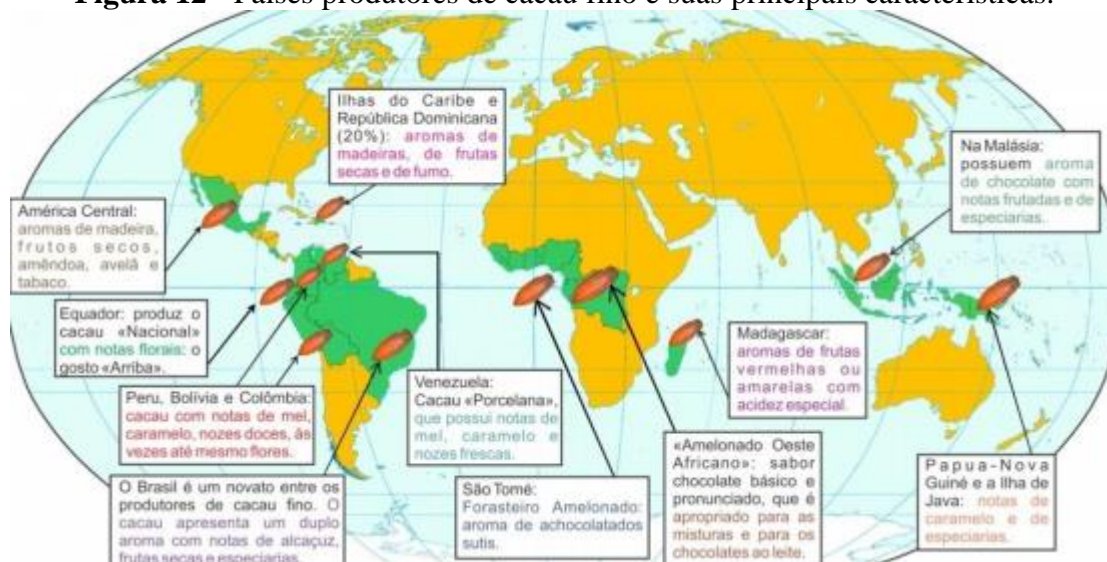 Figura 12 - Países produtores de cacau fino e suas principais características.
Ilhas do Caribe e
República Dominicana
(20%): aromas de
madeiras, de frutas
secas e de fumo.
Na Malásia:
possuem aroma
de chocolate com
notas frutadas e de
especiarias.
América Central:
aromas de madeira,
frutos secos,
amêndoa, avelã e
tabaco.
Equador: produz o
cacau «Nacional»
com notas florais: o
gosto «Arriba».
Madagascar:
aromas de frutas
vermelhas ou
amarelas com
acidez especial.
Peru, Bolívia e Colômbia:
cacau com notas de mel,
caramelo, nozes doces, às
vezes até mesmo flores.
Venezuela:
Cacau «Porcelana»,
que possui notas de
mel, caramelo e
nozes frescas.
«Amelonado Oeste
Africano»: sabor
chocolate básico e
pronunciado, que é
apropriado para as
misturas e para os
chocolates ao leite.
Papua-Nova
Guiné e a Ilha de
Java: notas de
caramelo e de
especiarias.
O Brasil é um novato entre os
produtores de cacau fino. O
cacau apresenta um duplo
aroma com notas de alcaçuz,
frutas secas e especiarias.
São Tomé:
Forasteiro Amelonado:
aroma de achocolatados
sutis.